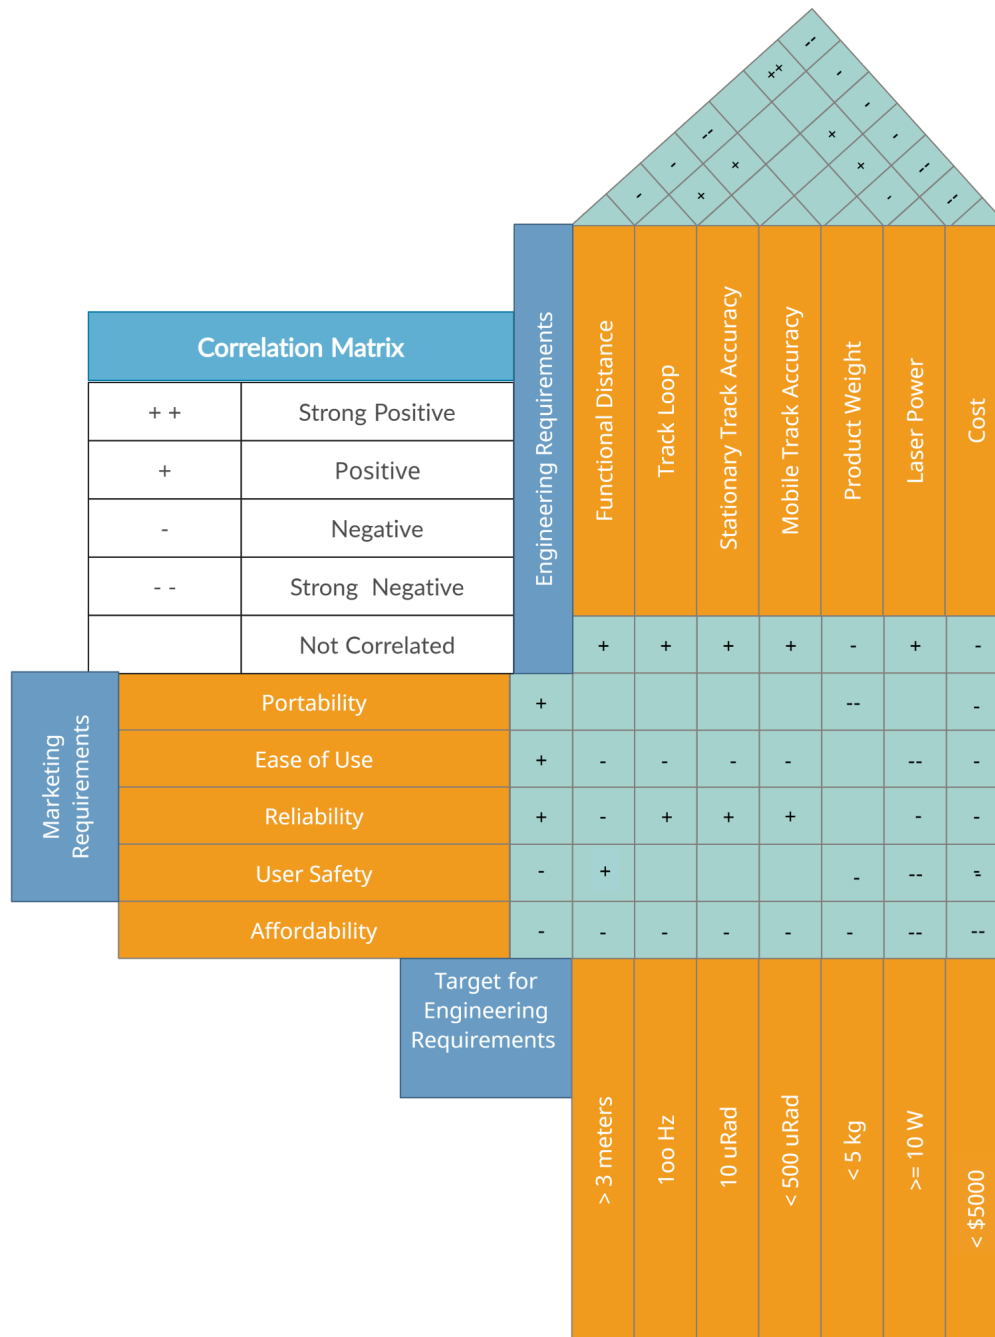 --
++ -
-
-- + -
- + + --
- + - --
Correlation Matrix
+ + Strong Positive
+ Positive
- Negative
- - Strong Negative
Not Correlated
Engineering Requirements
Functional Distance
Track Loop
Stationary Track Accuracy
Mobile Track Accuracy
Product Weight
Laser Power
Cost
+ + + + - + -
Marketing
Requirements
Portability + -- -
Ease of Use + - - - - -- -
Reliability + - + + + - -
User Safety - + - -- -
Affordability - - - - - - -- --
Target for
Engineering
Requirements
> 3 meters
1oo Hz
10 uRad
< 500 uRad
< 5 kg
>= 10 W
< $5000